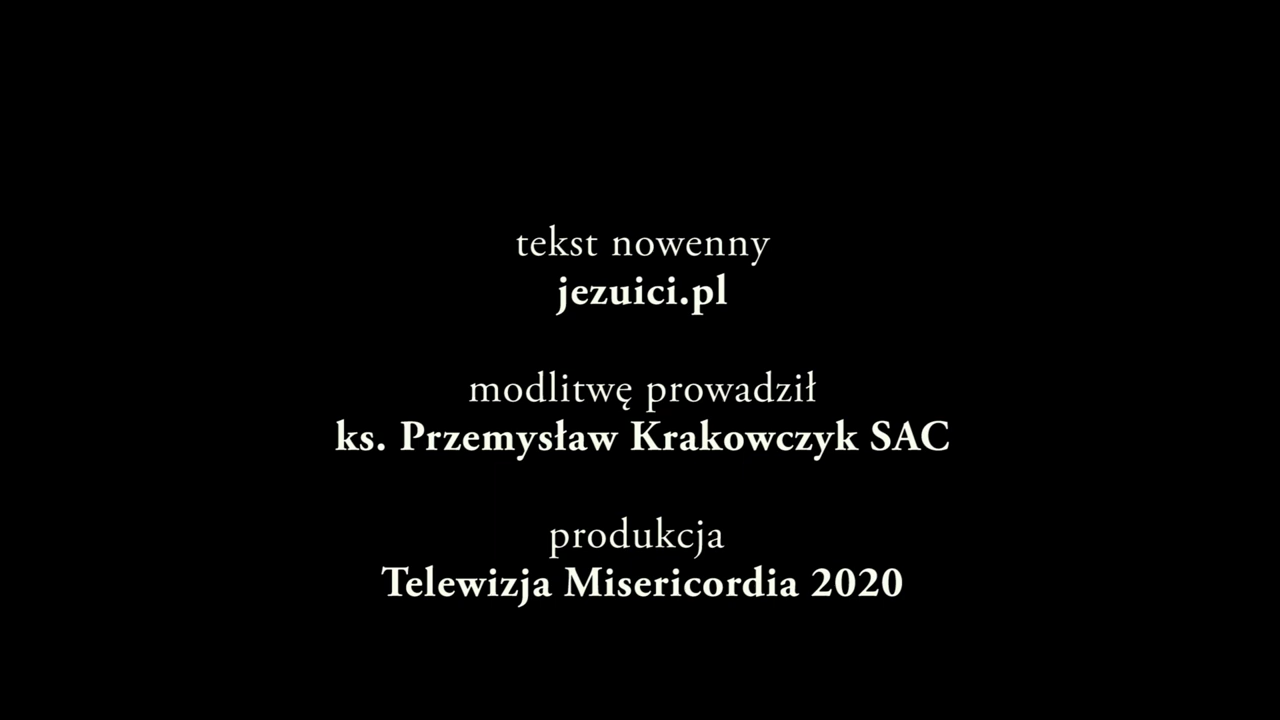 tekst nowenny
jezuici.pl
modlitwę prowadził
ks. Przemysław Krakowczyk SAC
produkcja
Telewizja Misericordia 2020